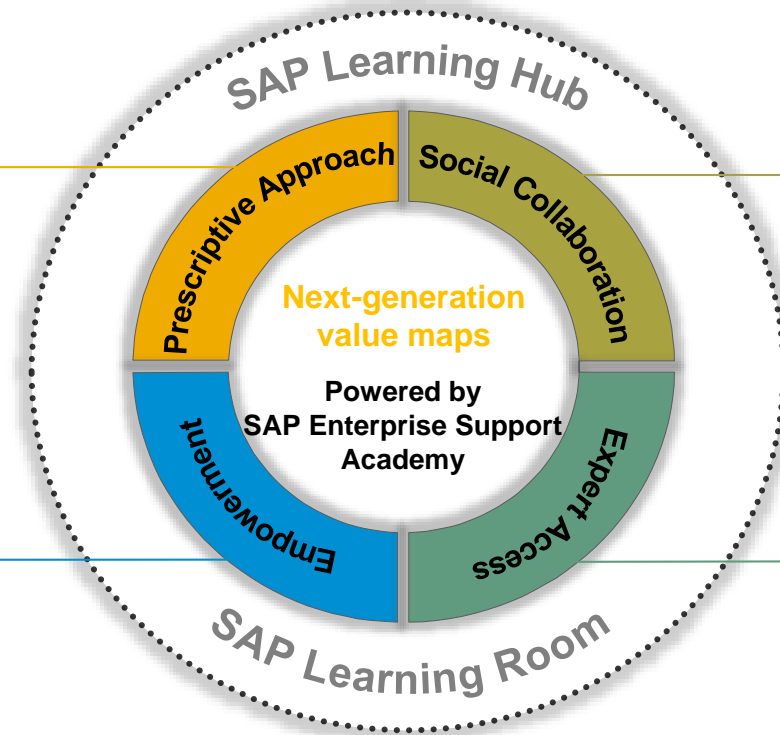 SAP Learning Hub
Prescriptive Approach
Social Collaboration
Next-generation
value maps
Powered by
SAP Enterprise Support
Academy
Empowerment
Expert Access
SAP Learning Room